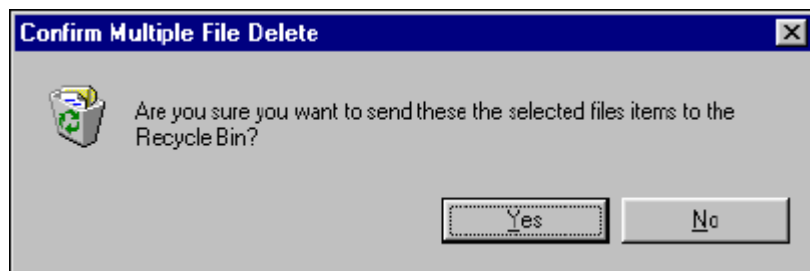 Confirm Multiple File Delete
Are you sure you want to send these the selected files items to the
Recycle Bin?
Yes
No